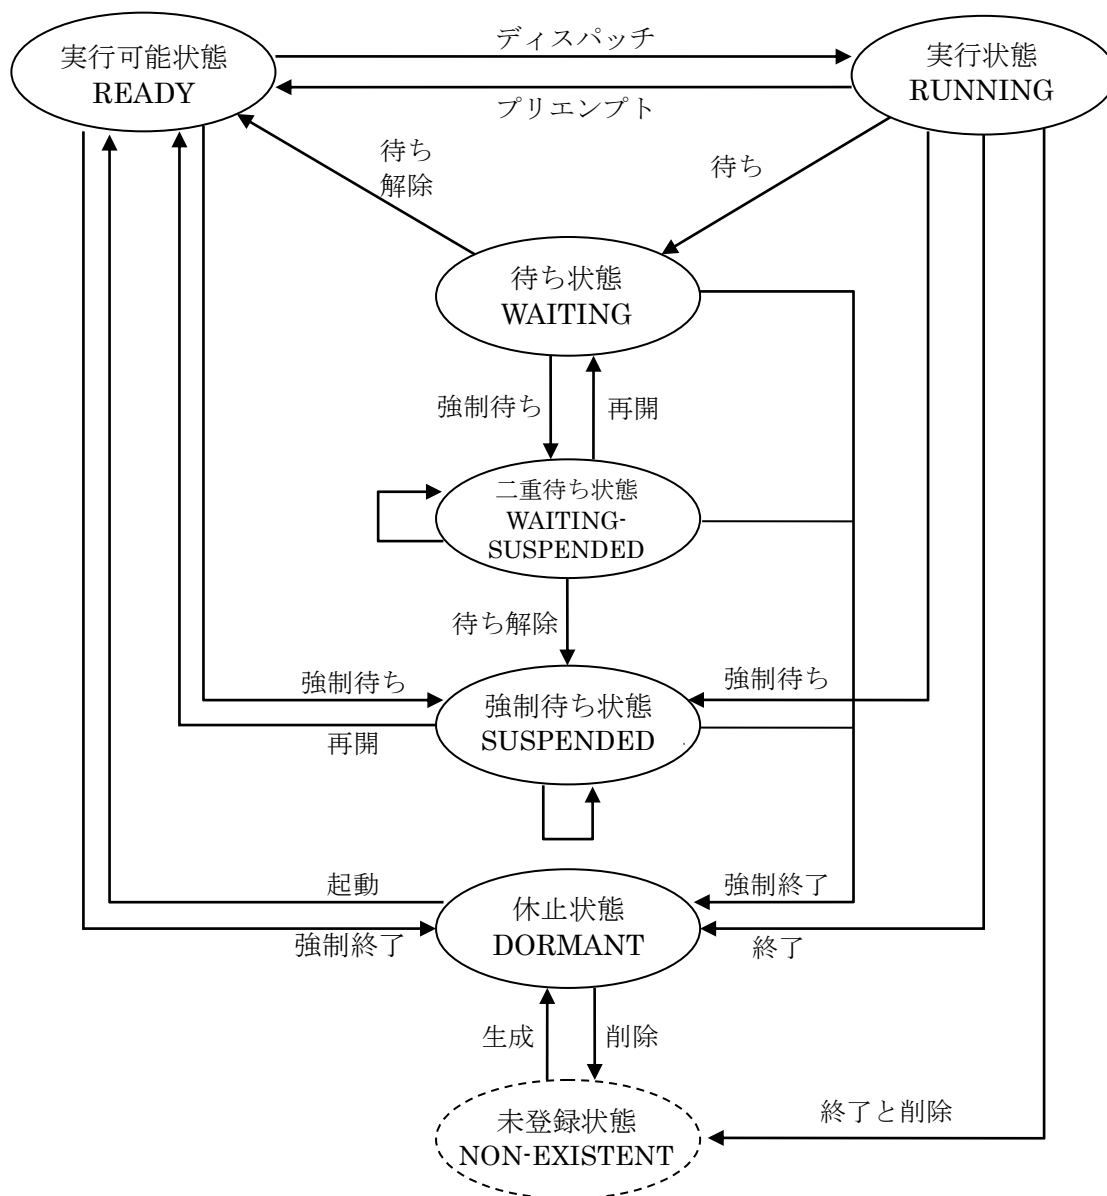 実行可能状態
READY
ディスパッチ
プリエンプト
実行状態
RUNNING
待ち
解除
待ち
待ち状態
WAITING
強制待ち
再開
二重待ち状態
WAITING-
SUSPENDED
待ち解除
強制待ち
再開
強制待ち状態
SUSPENDED
強制待ち
起動
強制終了
休止状態
DORMANT
強制終了
終了
生成
削除
未登録状態
NON-EXISTENT
終了と削除